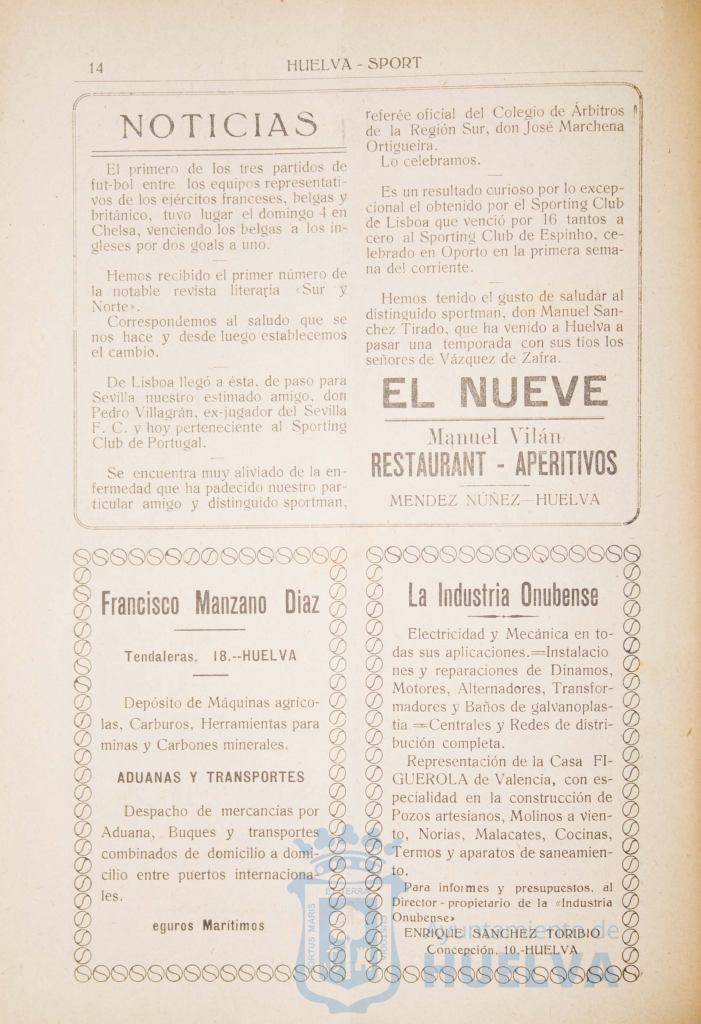 14
HUELVA - SPORT
NOTICIAS
El primero de los tres partidos de
fut-bol entre los equipos representati-
vos de los ejércitos franceses, belgas y
británico, tuvo lugar el domingo 4 en
Chelsa, venciendo los belgas a los in-
gleses por dos goals a uno.
Hemos recibido el primer número de
la notable revista literaria «Sur y
Norte».
Correspondemos al saludo que se
nos hace y desde luego establecemos
el cambio.
De Lisboa llegó a ésta, de paso para
Sevilla nuestro estimado amigo, don
Pedro Villagrán, ex-jugador del Sevilla
F. C. y hoy perteneciente al Sporting
Club de Portugal.
Se encuentra muy aliviado de la en-
fermedad que ha padecido nuestro par-
ticular amigo y distinguido sportman,
referée oficial del Colegio de Árbitros
de la Región Sur, don José Marchena
Ortigueira.
Lo celebramos.
Es un resultado curioso por lo excep-
cional el obtenido por el Sporting Club
de Lisboa que venció por 16 tantos a
cero al Sporting Club de Espinho, ce-
lebrado en Oporto en la primera sema-
na del corriente.
Hemos tenido el gusto de saludar al
distinguido sportman, don Manuel San-
chez Tirado, que ha venido a Huelva a
pasar una temporada con sus tios los
señores de Vázquez de Zafra.
EL NUEVE
Manuel Vilán
RESTAURANT - APERITIVOS
MENDEZ NÚÑEZ—HUELVA
Francisco Manzano Diaz
Tendaleras, 18.--HUELVA
Depósito de Máquinas agríco-
las, Carburos, Herramientas para
minas y Carbones minerales.
ADUANAS Y TRANSPORTES
Despacho de mercancías por
Aduana, Buques y transportes
combinados de domicilio a domi-
cilio entre puertos internaciona-
les.
eguros Marítimos
La Industria Onubense
Electricidad y Mecánica en to-
das sus aplicaciones.=Instalacio
nes y reparaciones de Dinamos,
Motores, Alternadores, Transfor-
madores y Baños de galvanoplas-
tia =Centrales y Redes de distri-
bución completa.
Representación de la Casa FI-
GUEROLA de Valencia, con es-
pecialidad en la construcción de
Pozos artesianos, Molinos a vien-
to, Norias, Malacates, Cocinas,
Termos y aparatos de saneamien-
to.
Para informes y presupuestos, al
Director - propietario de la «Industria
Onubense»
ENRIQUE SANCHEZ TORIBIO
Concepción, 10.-HUELVA
Ayuntamiento de
HUELVA
PORTUS MARIS
ET TERRAE
CUSTODIA